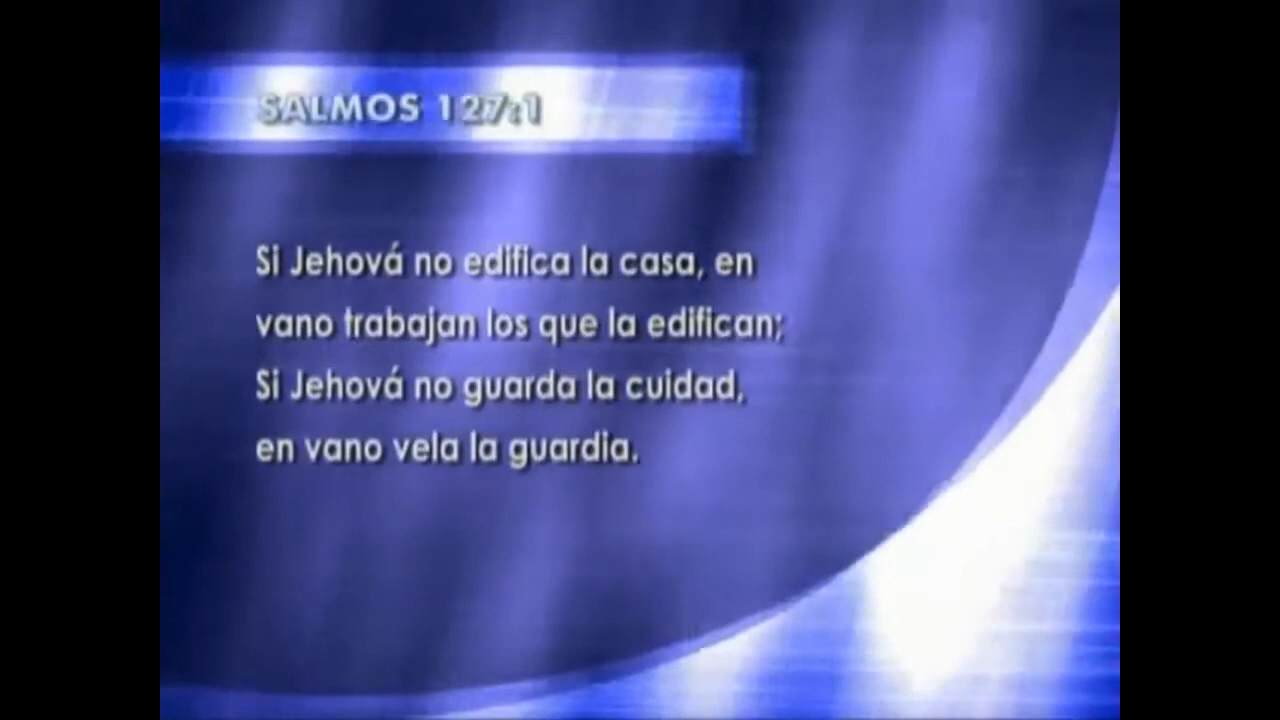 SALMOS 127:1
Si Jehová no edifica la casa, en
vano trabajan los que la edifican;
Si Jehová no guarda la cuidad,
en vano vela la guardia.